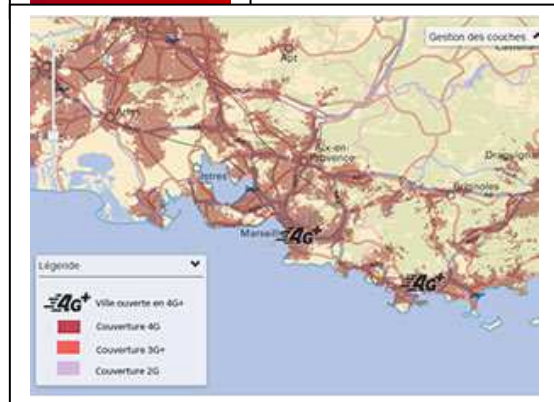 Gestion des couches
Apt
Arles
Aix-en-
Provence
Draguignan
Istres
Brignoles
Marseille
4G+
4G+
Légende
4G+ Ville ouverte en 4G+
Couverture 4G
Couverture 3G+
Couverture 2G